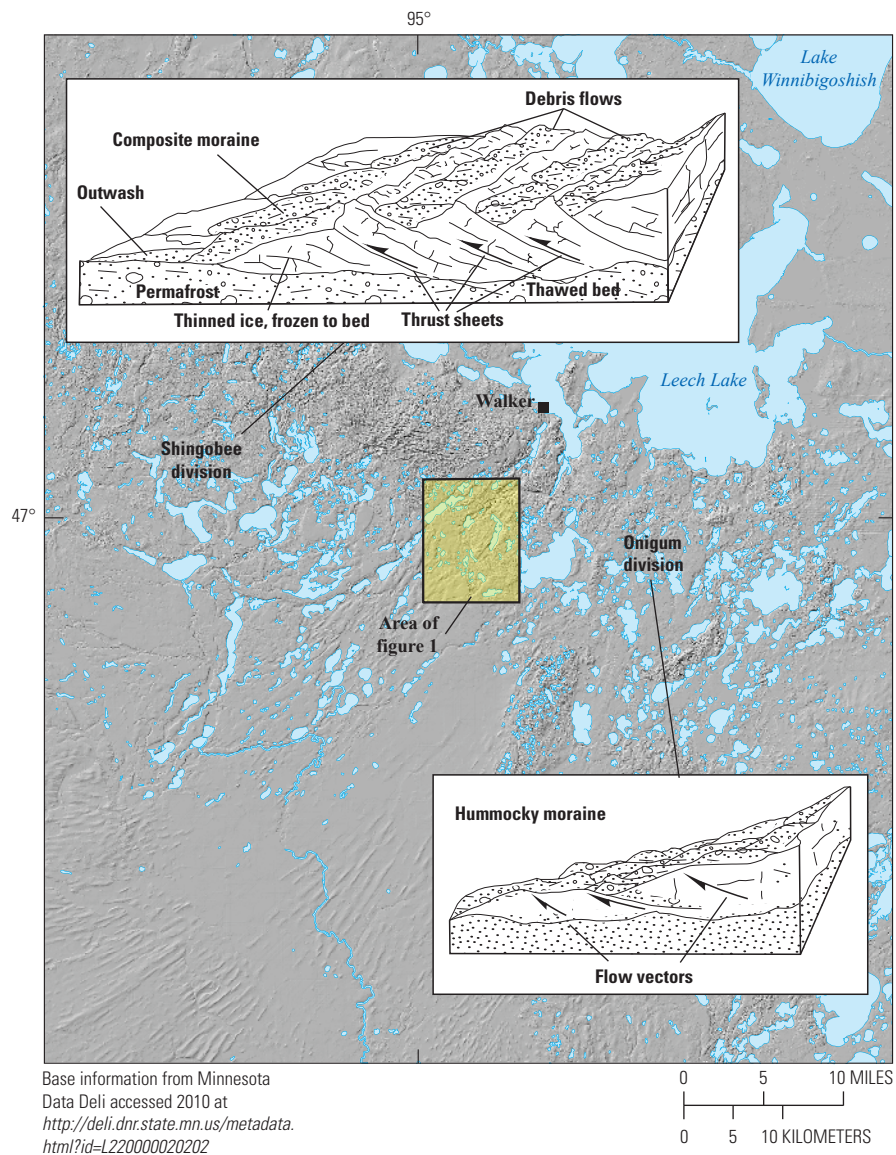 95°
Lake
Winnibigoshish
Debris flows
Composite moraine
Outwash
Permafrost
Thawed bed
Thinned ice, frozen to bed
Thrust sheets
Leech Lake
Walker
Shingobee
division
47°
Onigum
division
Area of
figure 1
Hummocky moraine
Flow vectors
Base information from Minnesota
Data Deli accessed 2010 at
http://deli.dnr.state.mn.us/metadata.
html?id=L220000020202
0 5 10 MILES
0 5 10 KILOMETERS